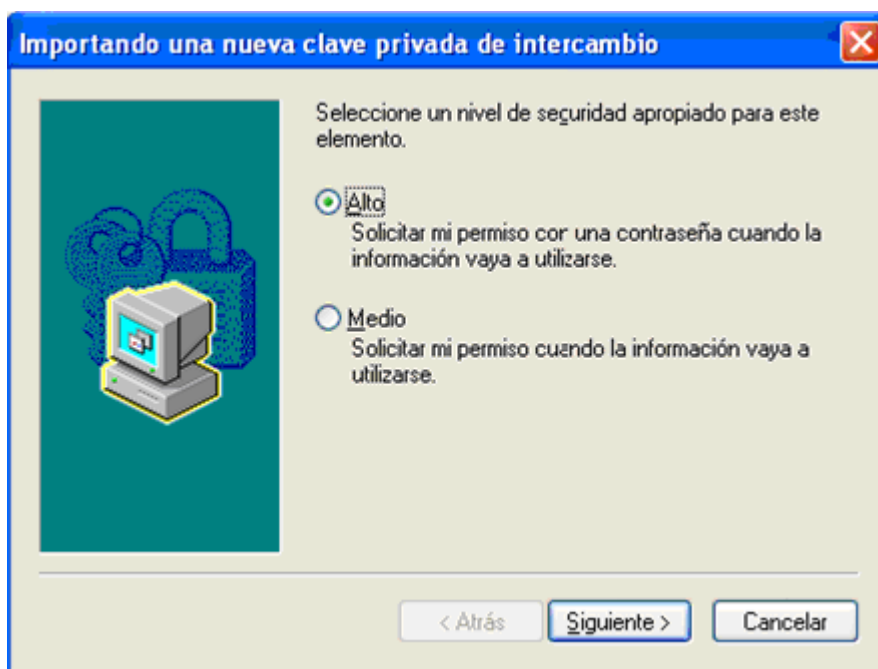 Importando una nueva clave privada de intercambio
Seleccione un nivel de seguridad apropiado para este
elemento.
Alto
Solicitar mi permiso con una contraseña cuando la
información vaya a utilizarse.
Medio
Solicitar mi permiso cuando la información vaya a
utilizarse.
< Atrás Siguiente > Cancelar